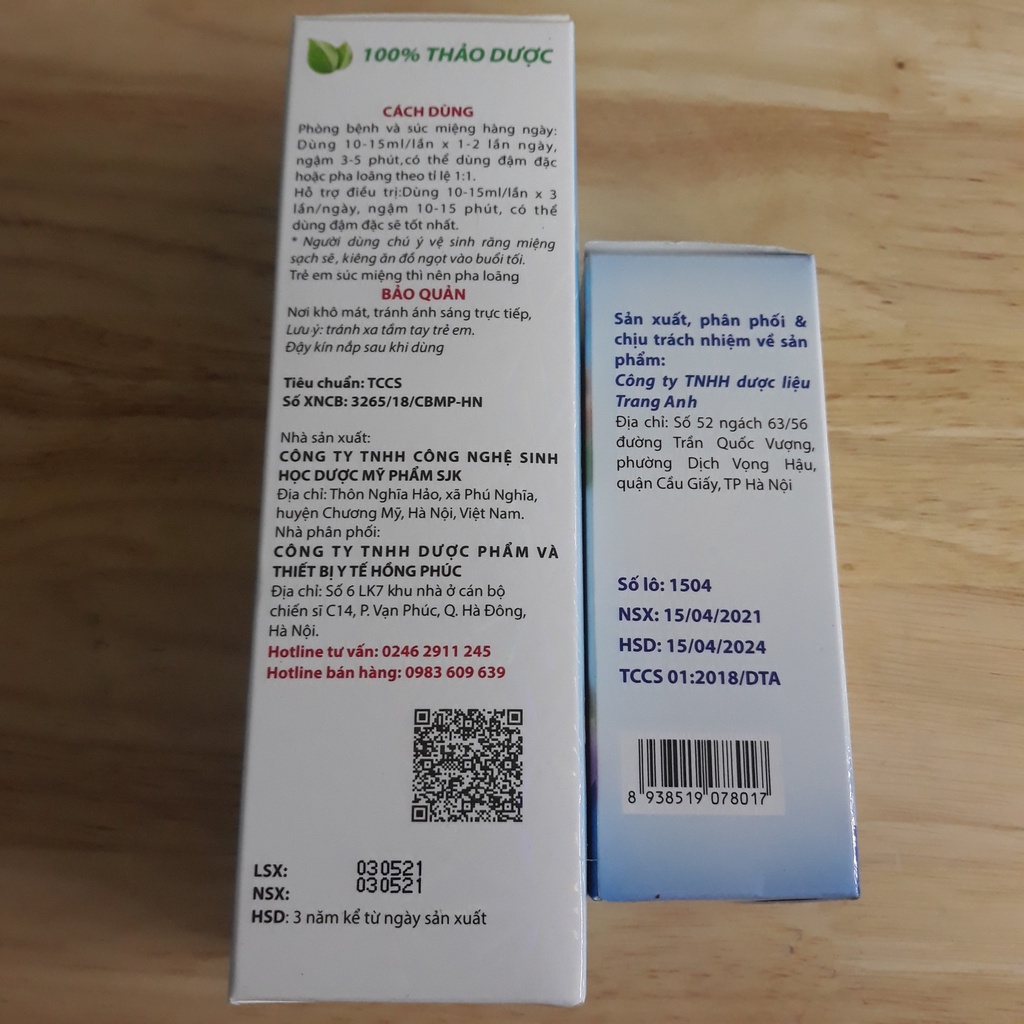 100% THẢO DƯỢC
CÁCH DÙNG
Phòng bệnh và súc miệng hàng ngày:
Dùng 10-15ml/lần x 1-2 lần ngày,
ngậm 3-5 phút,có thể dùng đậm đặc
hoặc pha loãng theo tỉ lệ 1:1.
Hỗ trợ điều trị:Dùng 10-15ml/lần x 3
lần/ngày, ngậm 10-15 phút, có thể
dùng đậm đặc sẽ tốt nhất.
* Người dùng chú ý vệ sinh răng miệng
sạch sẽ, kiêng ăn đồ ngọt vào buổi tối.
Trẻ em súc miệng thì nên pha loãng
BẢO QUẢN
Nơi khô mát, tránh ánh sáng trực tiếp,
Lưu ý: tránh xa tầm tay trẻ em.
Đậy kín nắp sau khi dùng
Tiêu chuẩn: TCCS
Số XNCB: 3265/18/CBMP-HN
Nhà sản xuất:
CÔNG TY TNHH CÔNG NGHỆ SINH
HỌC DƯỢC MỸ PHẨM SJK
Địa chỉ: Thôn Nghĩa Hảo, xã Phú Nghĩa,
huyện Chương Mỹ, Hà Nội, Việt Nam.
Nhà phân phối:
CÔNG TY TNHH DƯỢC PHẨM VÀ
THIẾT BỊ Y TẾ HỒNG PHÚC
Địa chỉ: Số 6 LK7 khu nhà ở cán bộ
chiến sĩ C14, P. Vạn Phúc, Q. Hà Đông,
Hà Nội.
Hotline tư vấn: 0246 2911 245
Hotline bán hàng: 0983 609 639
LSX: 030521
NSX: 030521
HSD: 3 năm kể từ ngày sản xuất
Sản xuất, phân phối &
chịu trách nhiệm về sản
phẩm:
Công ty TNHH dược liệu
Trang Anh
Địa chỉ: Số 52 ngách 63/56
đường Trần Quốc Vượng,
phường Dịch Vọng Hậu,
quận Cầu Giấy, TP Hà Nội
Số lô: 1504
NSX: 15/04/2021
HSD: 15/04/2024
TCCS 01:2018/DTA
8 938519 078017